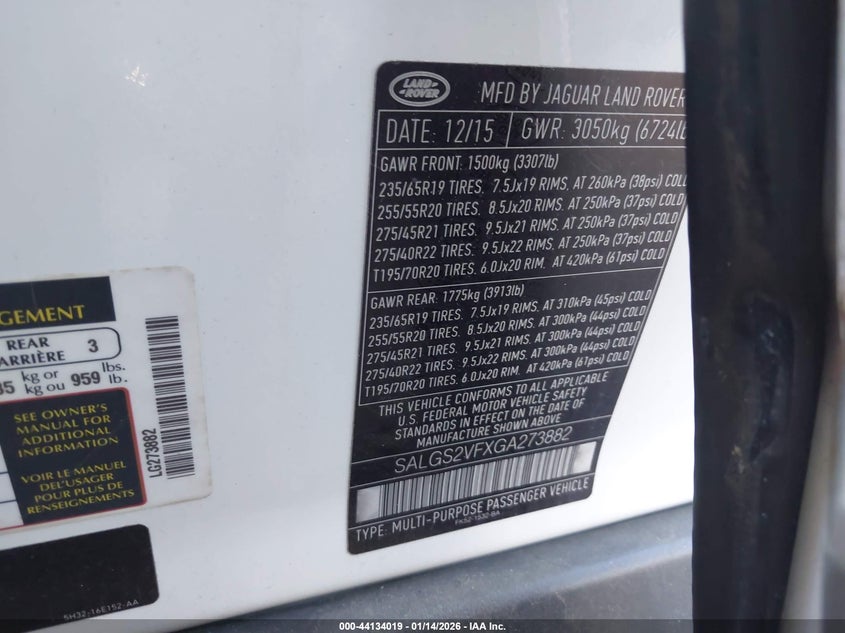 LAND
ROVER
MFD BY JAGUAR LAND ROVER
DATE: 12/15
GWR: 3050kg (6724lb
GAWR FRONT: 1500kg (3307lb)
235/65R19 TIRES. 7.5Jx19 RIMS. AT 260kPa (38psi) COLD
255/55R20 TIRES. 8.5Jx20 RIMS. AT 250kPa (37psi) COLD
275/45R21 TIRES. 9.5Jx21 RIMS. AT 250kPa (37psi) COLD
275/40R22 TIRES. 9.5Jx22 RIMS. AT 250kPa (37psi) COLD
T195/70R20 TIRES. 6.0Jx20 RIM. AT 420kPa (61psi) COLD
GAWR REAR: 1775kg (3913lb)
235/65R19 TIRES. 7.5Jx19 RIMS. AT 310kPa (45psi) COLD
255/55R20 TIRES. 8.5Jx20 RIMS. AT 300kPa (44psi) COLD
275/45R21 TIRES. 9.5Jx21 RIMS. AT 300kPa (44psi) COLD
275/40R22 TIRES. 9.5Jx22 RIMS. AT 300kPa (44psi) COLD
T195/70R20 TIRES. 6.0Jx20 RIM. AT 420kPa (61psi) COLD
THIS VEHICLE CONFORMS TO ALL APPLICABLE
U.S. FEDERAL MOTOR VEHICLE SAFETY
STANDARDS IN EFFECT ON THE DATE OF
MANUFACTURE SHOWN ABOVE
SALGS2VFXGA273882
TYPE: MULTI-PURPOSE PASSENGER VEHICLE
FK52-1532-BA
GEMENT
REAR
ARRIÈRE 3
kg or lbs.
kg ou 959 lb.
SEE OWNER'S
MANUAL FOR
ADDITIONAL
INFORMATION
VOIR LE MANUEL
DE L'USAGER
POUR PLUS DE
RENSEIGNEMENTS
LG273882
5H32-16E152-AA
000-44134019 - 01/14/2026 - IAA Inc.